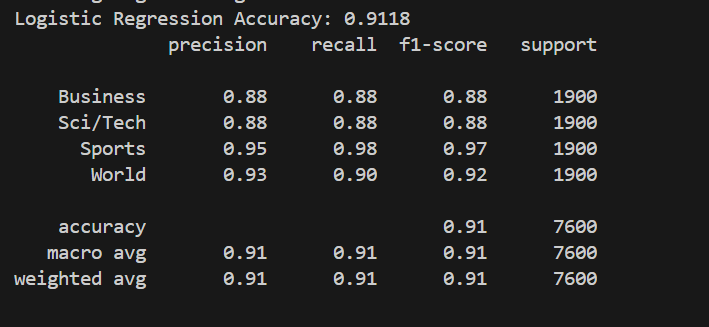 Logistic Regression Accuracy: 0.9118
precision recall f1-score support
Business 0.88 0.88 0.88 1900
Sci/Tech 0.88 0.88 0.88 1900
Sports 0.95 0.98 0.97 1900
World 0.93 0.90 0.92 1900
accuracy 0.91 7600
macro avg 0.91 0.91 0.91 7600
weighted avg 0.91 0.91 0.91 7600